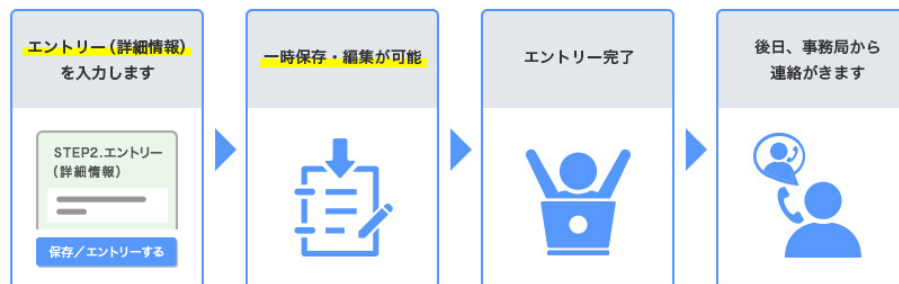 エントリー（詳細情報）
を入力します
STEP2.エントリー
（詳細情報）
保存／エントリーする
一時保存・編集が可能
エントリー完了
後日、事務局から
連絡がきます